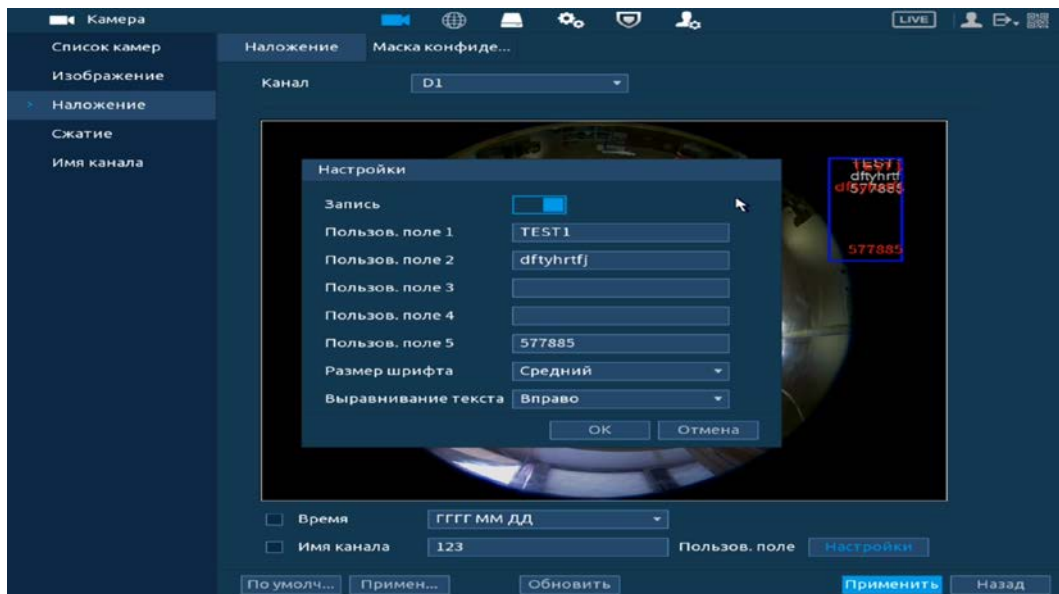 Камера LIVE
Список камер
Изображение
Наложение
Сжатие
Имя канала
Наложение Маска конфиде...
Канал D1
Настройки
Запись
Пользов. поле 1 TEST1
Пользов. поле 2 dftyhrtfj
Пользов. поле 3
Пользов. поле 4
Пользов. поле 5 577885
Размер шрифта Средний
Выравнивание текста Вправо
OK Отмена
TEST1
dftyhrtf
577885
577885
Время ГГГГ ММ ДД
Имя канала 123 Пользов. поле Настройки
По умолч... Примен... Обновить Применить Назад